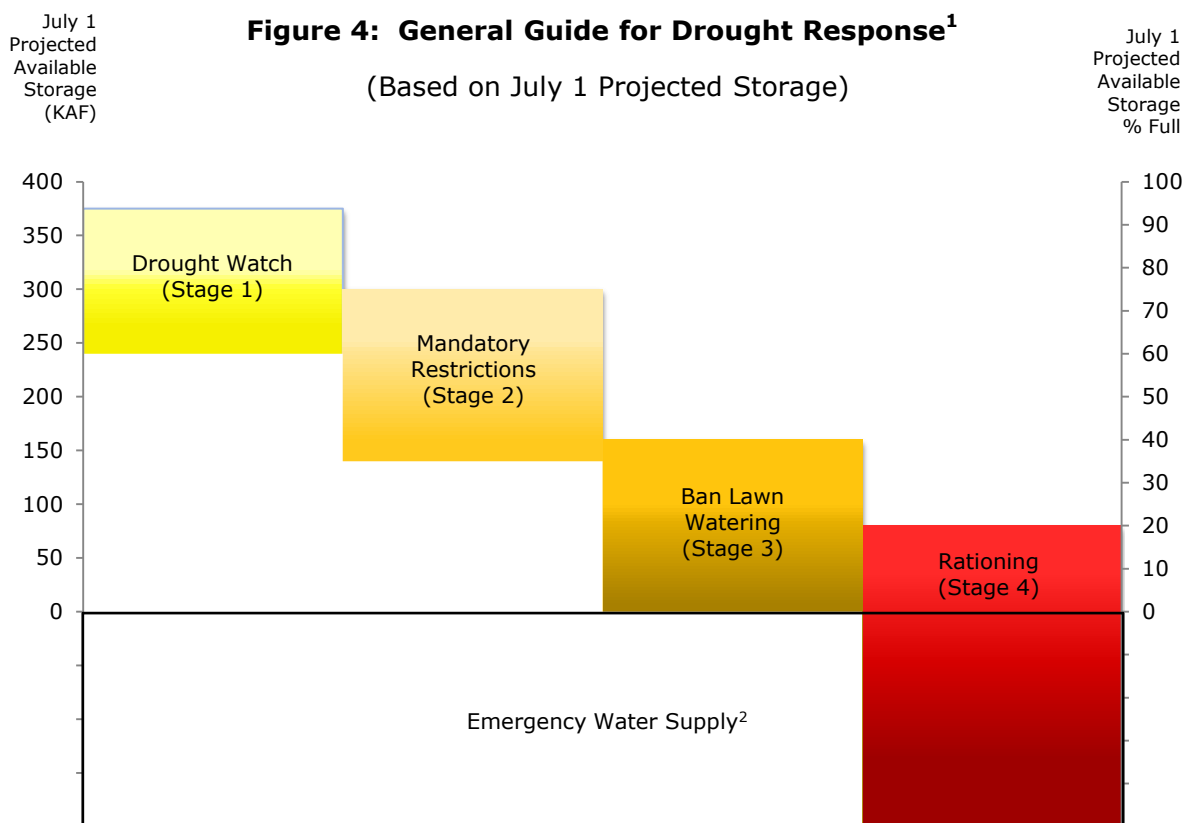 July 1
Projected
Available
Storage
(KAF)
Figure 4: General Guide for Drought Response1
(Based on July 1 Projected Storage)
July 1
Projected
Available
Storage
% Full
400
350
300
250
200
150
100
50
0
Drought Watch
(Stage 1)
Mandatory
Restrictions
(Stage 2)
Ban Lawn
Watering
(Stage 3)
Rationing
(Stage 4)
100
90
80
70
60
50
40
30
20
10
0
Emergency Water Supply2